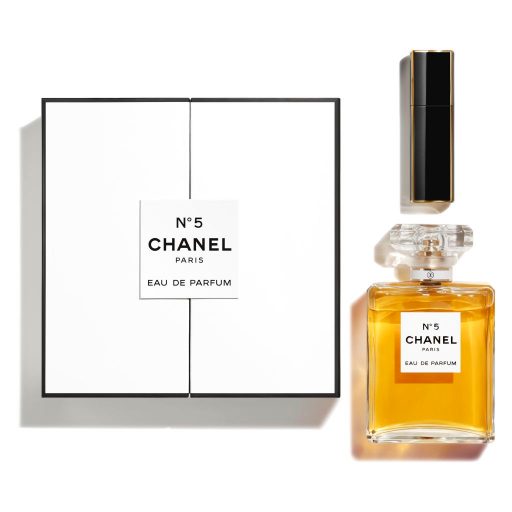 N°5
CHANEL
PARIS
EAU DE PARFUM
N°5
CHANEL
PARIS
EAU DE PARFUM